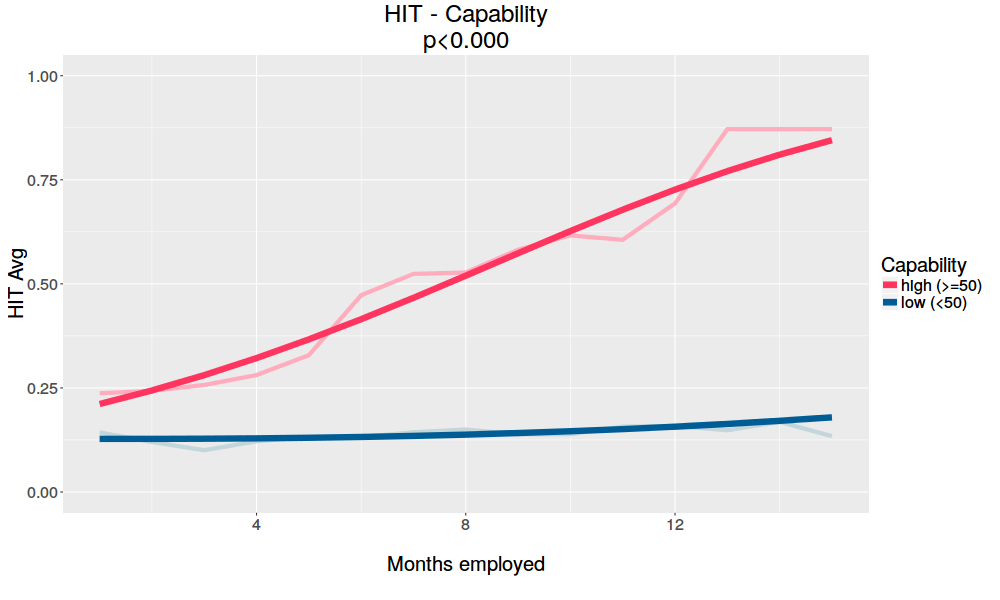 HIT - Capability
p<0.000
1.00
0.75
0.50
0.25
0.00
HIT Avg
4
8
12
Months employed
Capability
high (>=50)
low (<50)